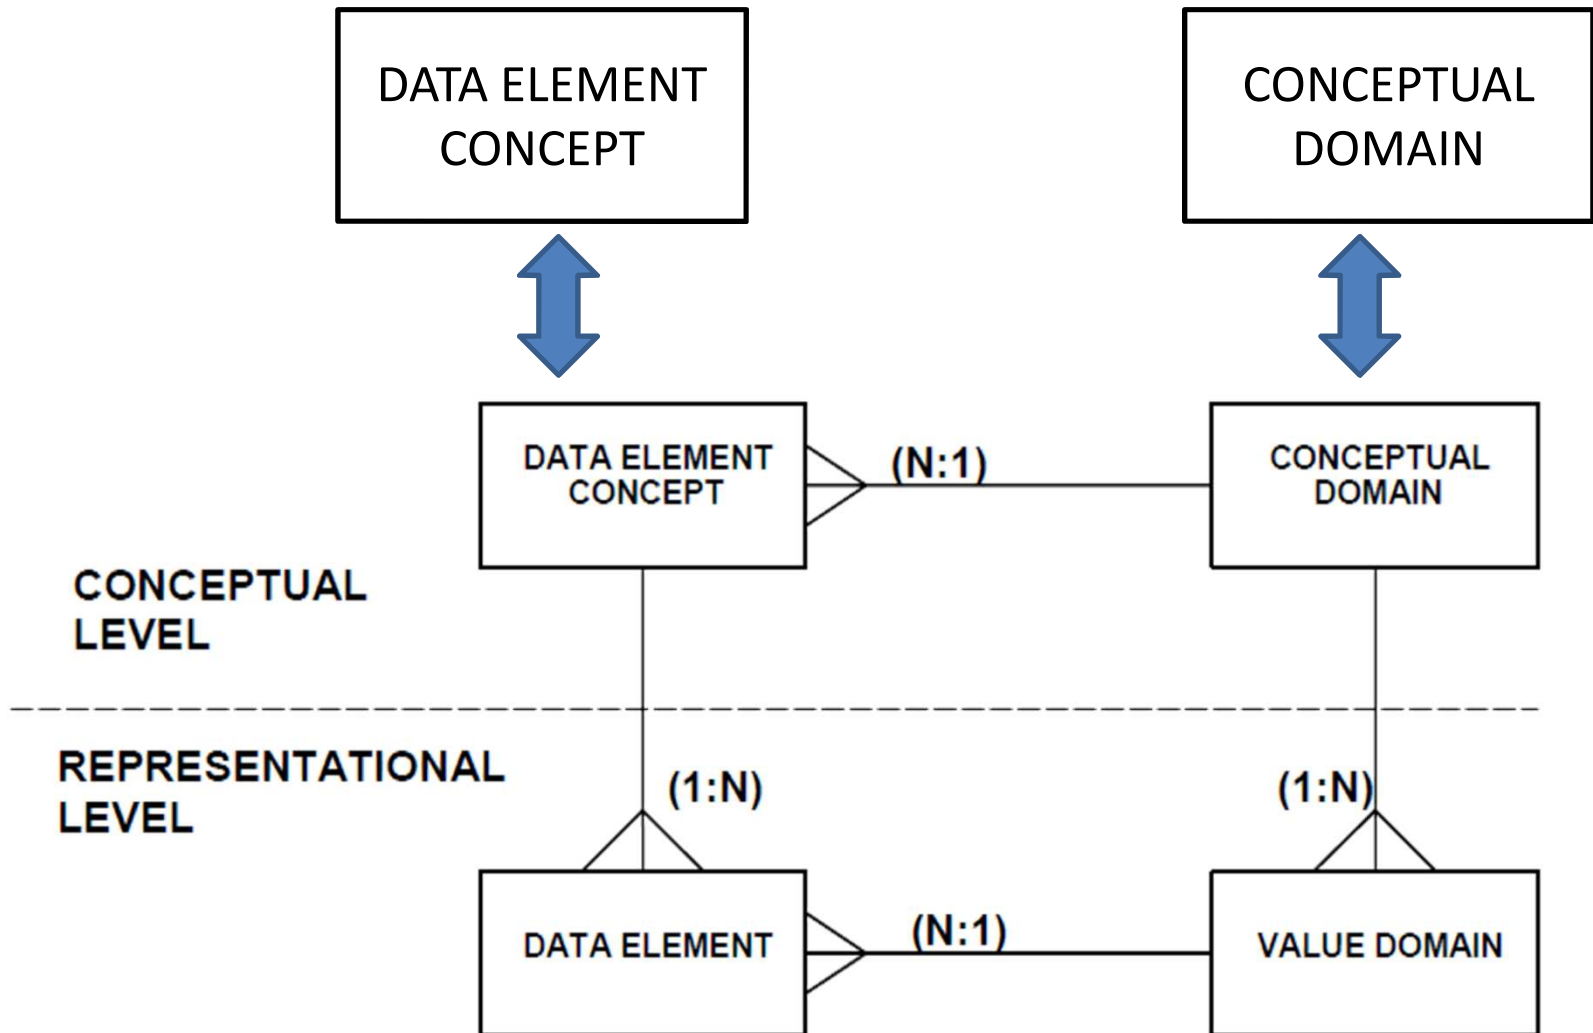 DATA ELEMENT
CONCEPT
CONCEPTUAL
DOMAIN
DATA ELEMENT
CONCEPT
(N:1)
CONCEPTUAL
DOMAIN
CONCEPTUAL
LEVEL
REPRESENTATIONAL
LEVEL
(1:N)
(1:N)
DATA ELEMENT
(N:1)
VALUE DOMAIN